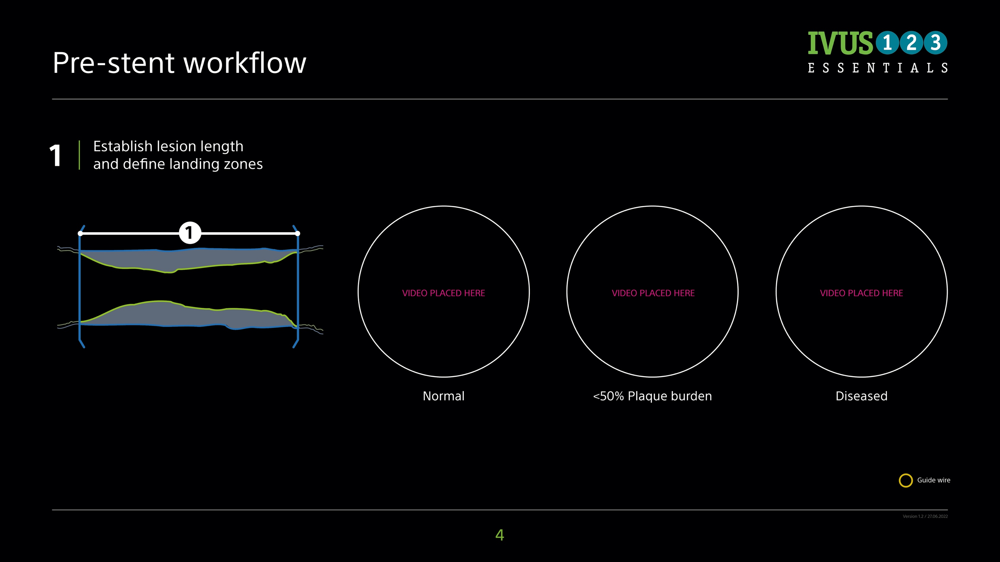 Pre-stent workflow
IVUS 1 2 3
ESSENTIALS
1
Establish lesion length
and define landing zones
1
VIDEO PLACED HERE
VIDEO PLACED HERE
VIDEO PLACED HERE
Normal
<50% Plaque burden
Diseased
Guide wire
Version 1.2 / 27.06.2022
4